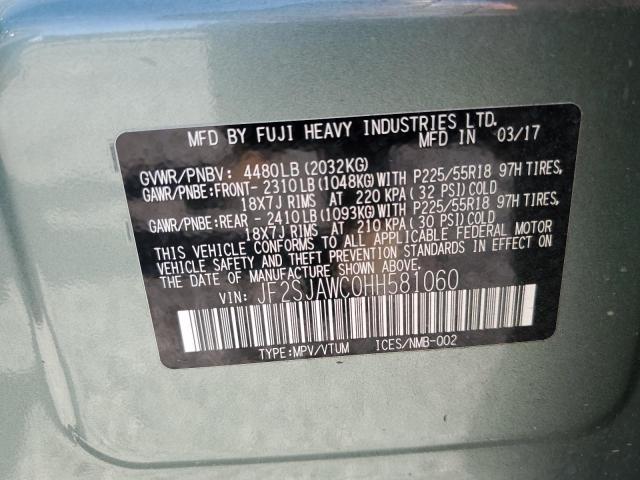 MFD BY FUJI HEAVY INDUSTRIES LTD.
MFD IN 03/17
GVWR/PNBV: 4480LB (2032KG)
GAWR/PNBE:FRONT- 2310LB(1048KG)WITH P225/55R18 97H TIRES,
18X7J RIMS AT 220 KPA( 32 PSI)COLD
GAWR/PNBE:REAR - 2410LB(1093KG)WITH P225/55R18 97H TIRES,
18X7J RIMS AT 210 KPA( 30 PSI)COLD
THIS VEHICLE CONFORMS TO ALL APPLICABLE FEDERAL MOTOR
VEHICLE SAFETY AND THEFT PREVENTION STANDARDS IN EFFECT ON
THE DATE OF MANUFACTURE SHOWN ABOVE.
VIN: JF2SJAWC0HH581060
TYPE:MPV/VTUM ICES/NMB-002